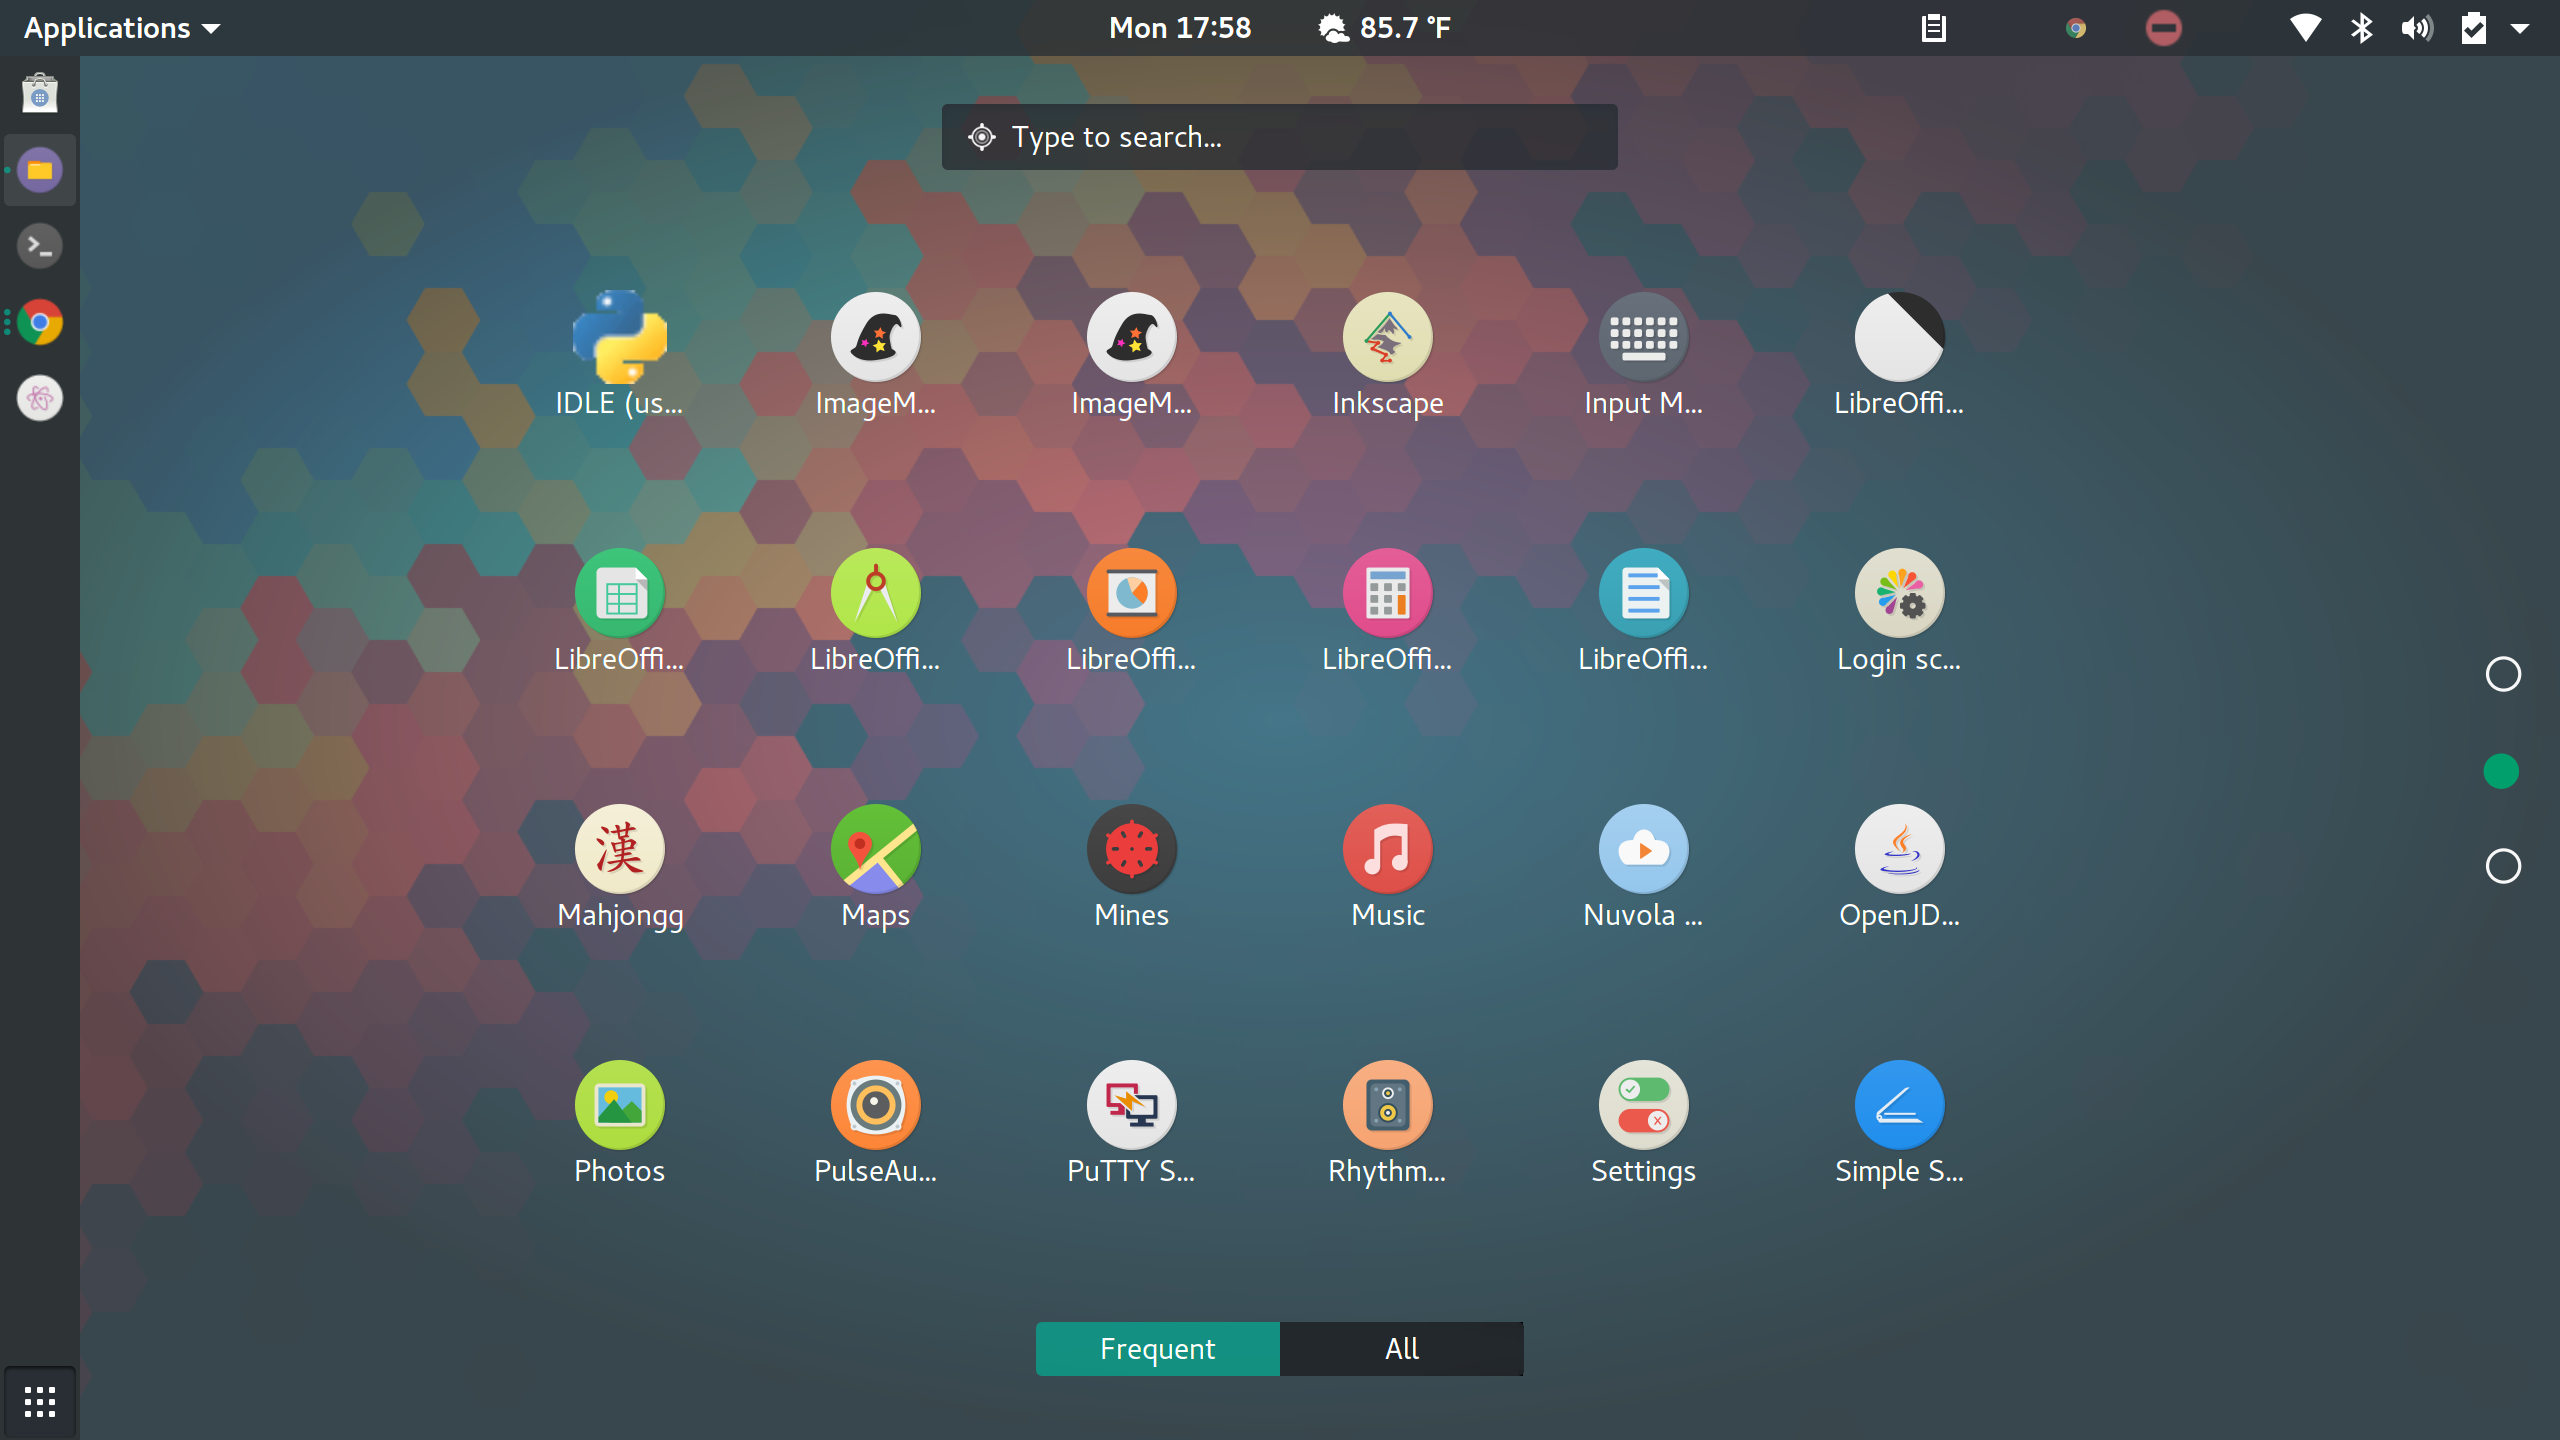 Applications
Mon 17:58 85.7 °F
Type to search...
IDLE (us... ImageM... ImageM... Inkscape Input M... LibreOffi...
LibreOffi... LibreOffi... LibreOffi... LibreOffi... LibreOffi... Login sc...
漢
Mahjongg Maps Mines Music Nuvola ... OpenJD...
Photos PulseAu... PuTTY S... Rhythm... Settings Simple S...
Frequent All